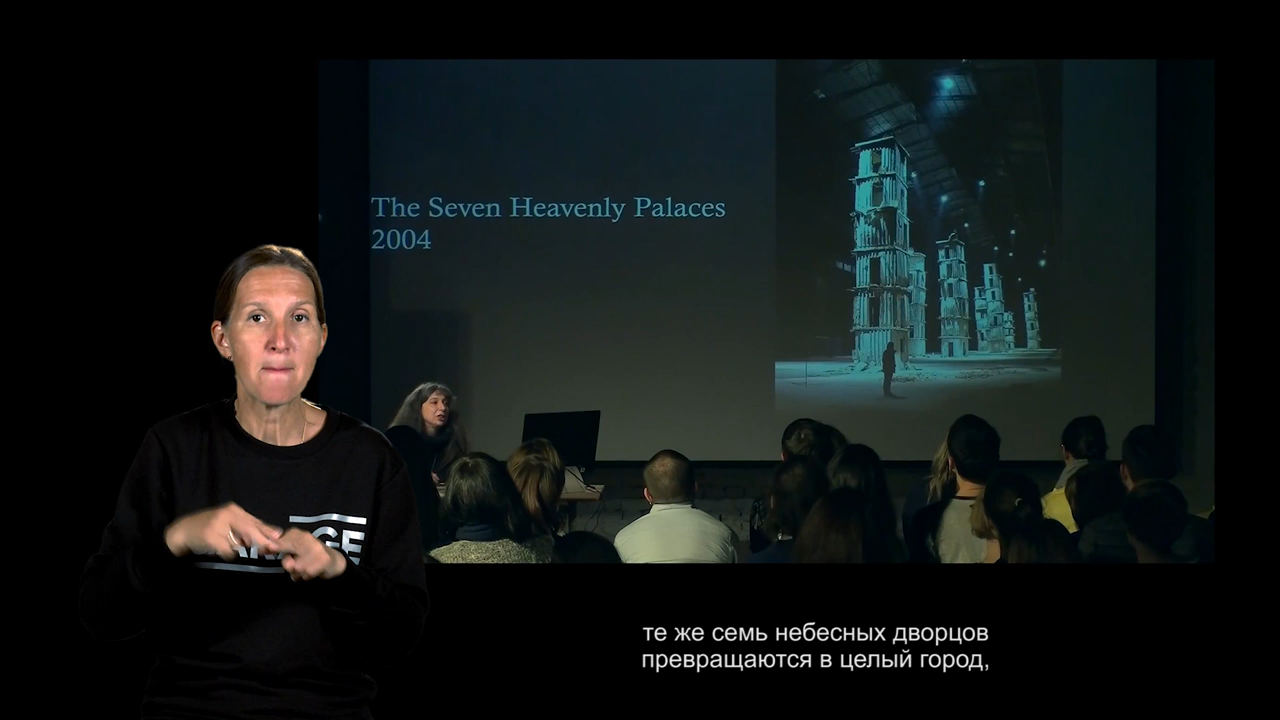 The Seven Heavenly Palaces
2004
те же семь небесных дворцов
превращаются в целый город,